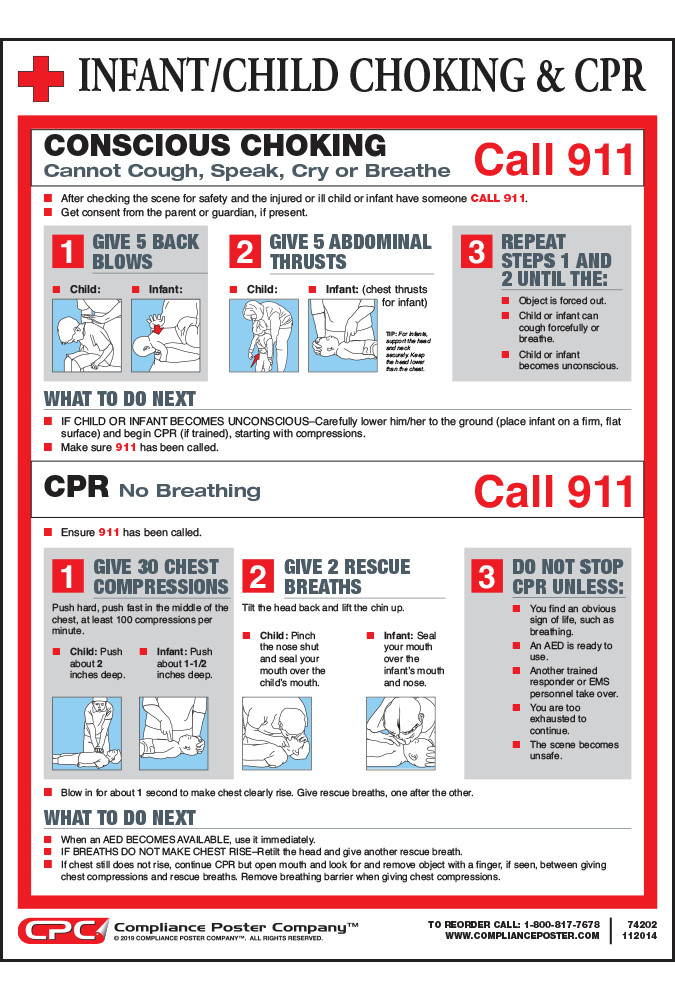 INFANT/CHILD CHOKING & CPR
CONSCIOUS CHOKING
Cannot Cough, Speak, Cry or Breathe
Call 911
After checking the scene for safety and the injured or ill child or infant have someone CALL 911.
Get consent from the parent or guardian, if present.
1
GIVE 5 BACK
BLOWS
Child:
Infant:
2
GIVE 5 ABDOMINAL
THRUSTS
Child:
Infant: (chest thrusts
for infant)
TIP: For infants,
support the head
and neck
securely. Keep
the head lower
than the chest.
3
REPEAT
STEPS 1 AND
2 UNTIL THE:
Object is forced out.
Child or infant can
cough forcefully or
breathe.
Child or infant
becomes unconscious.
WHAT TO DO NEXT
IF CHILD OR INFANT BECOMES UNCONSCIOUS–Carefully lower him/her to the ground (place infant on a firm, flat
surface) and begin CPR (if trained), starting with compressions.
Make sure 911 has been called.
CPR No Breathing
Call 911
Ensure 911 has been called.
1
GIVE 30 CHEST
COMPRESSIONS
Push hard, push fast in the middle of the
chest, at least 100 compressions per
minute.
Child: Push
about 2
inches deep.
Infant: Push
about 1-1/2
inches deep.
2
GIVE 2 RESCUE
BREATHS
Tilt the head back and lift the chin up.
Child: Pinch
the nose shut
and seal your
mouth over the
child's mouth.
Infant: Seal
your mouth
over the
infant's mouth
and nose.
3
DO NOT STOP
CPR UNLESS:
You find an obvious
sign of life, such as
breathing.
An AED is ready to
use.
Another trained
responder or EMS
personnel take over.
You are too
exhausted to
continue.
The scene becomes
unsafe.
Blow in for about 1 second to make chest clearly rise. Give rescue breaths, one after the other.
WHAT TO DO NEXT
When an AED BECOMES AVAILABLE, use it immediately.
IF BREATHS DO NOT MAKE CHEST RISE–Retilt the head and give another rescue breath.
If chest still does not rise, continue CPR but open mouth and look for and remove object with a finger, if seen, between giving
chest compressions and rescue breaths. Remove breathing barrier when giving chest compressions.
CPC
Compliance Poster Company™
© 2019 COMPLIANCE POSTER COMPANY™. ALL RIGHTS RESERVED.
TO REORDER CALL: 1-800-817-7678
WWW.COMPLIANCEPOSTER.COM
74202
112014